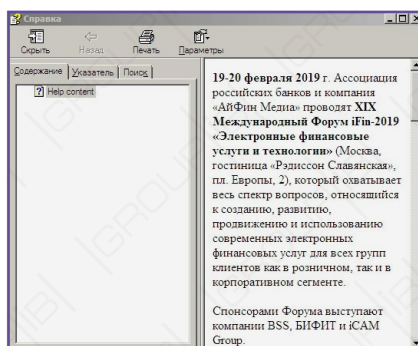 Справка
Скрыть Назад Печать Параметры
Содержание Указатель Поиск
Help content
19-20 февраля 2019 г. Ассоциация
российских банков и компания
«АйФин Медиа» проводят XIX
Международный Форум iFin-2019
«Электронные финансовые
услуги и технологии» (Москва,
гостиница «Рэдиссон Славянская»,
пл. Европы, 2), который охватывает
весь спектр вопросов, относящийся
к созданию, развитию,
продвижению и использованию
современных электронных
финансовых услуг для всех групп
клиентов как в розничном, так и в
корпоративном сегменте.
Спонсорами Форума выступают
компании BSS, БИФИТ и iCAM
Group.
GROUP IB